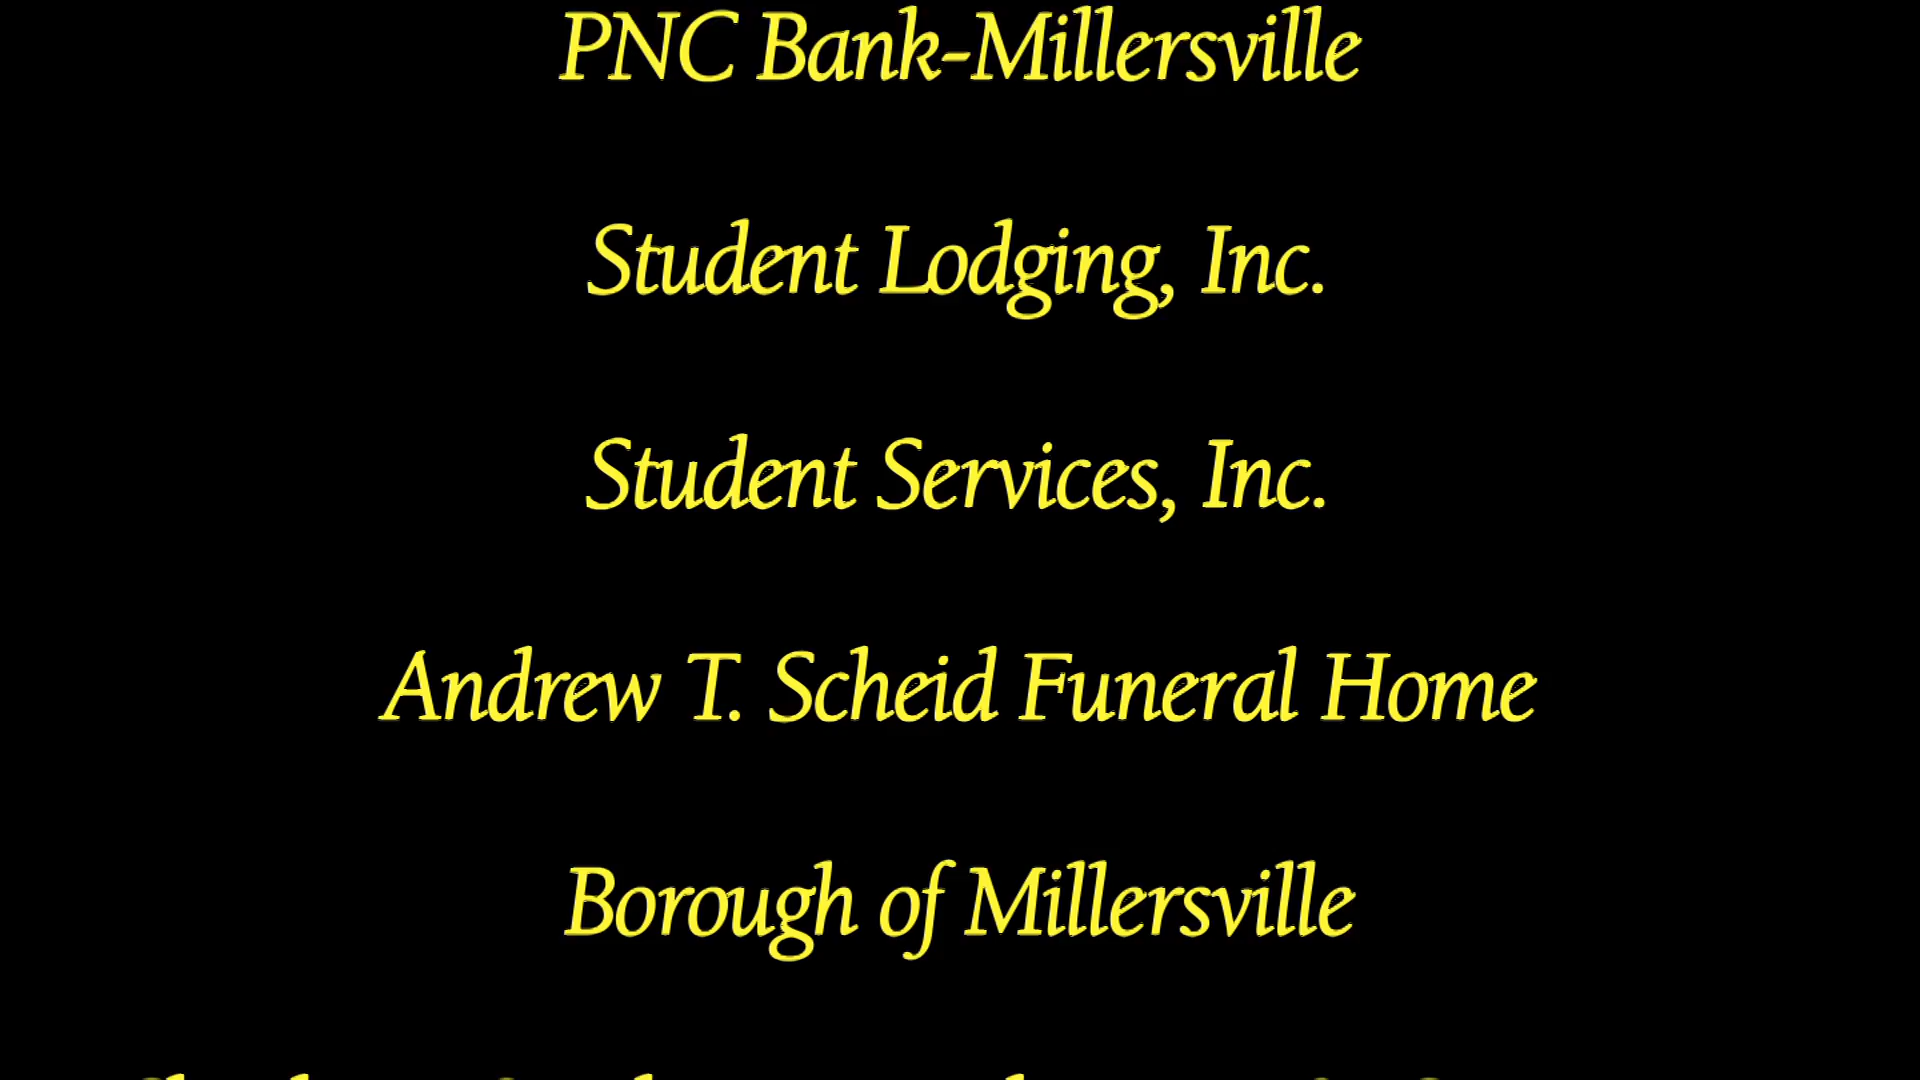 PNC Bank-Millersville
Student Lodging, Inc.
Student Services, Inc.
Andrew T. Scheid Funeral Home
Borough of Millersville